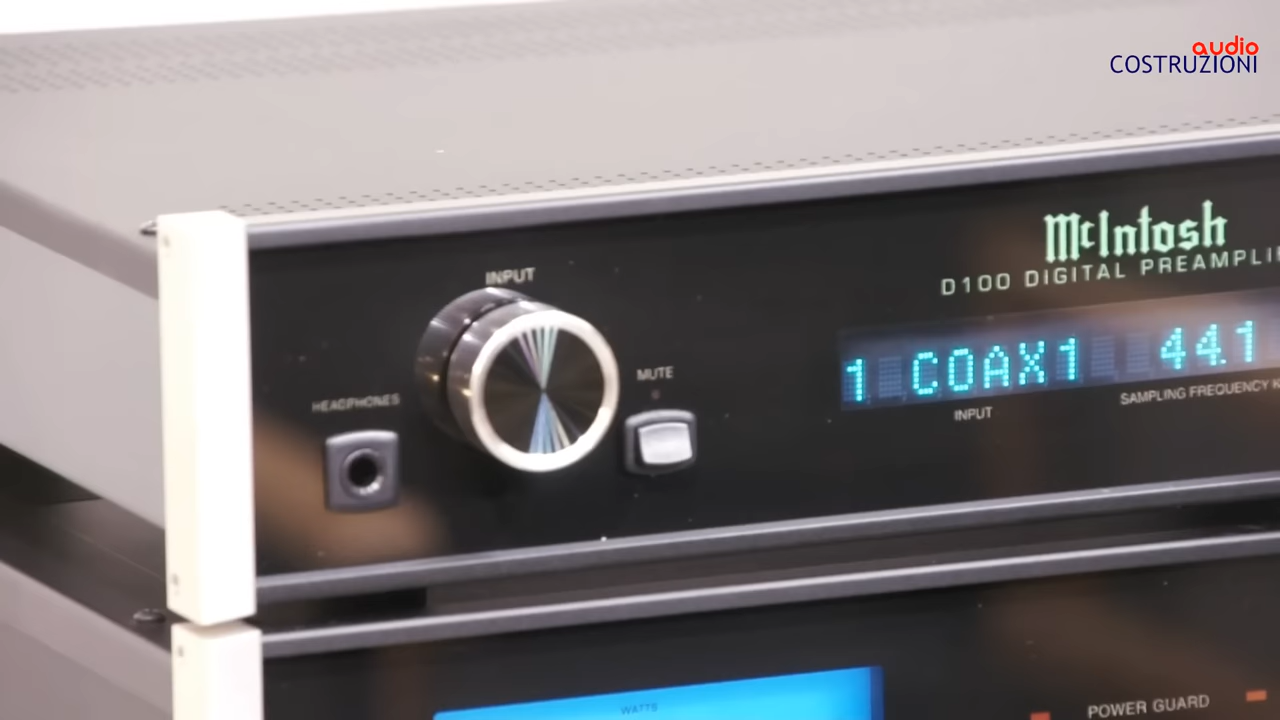 audio
COSTRUZIONI
McIntosh
D100 DIGITAL PREAMPLI
INPUT
1 COAX1 44.1
MUTE
HEADPHONES
INPUT
SAMPLING FREQUENCY K
WATTS
POWER GUARD